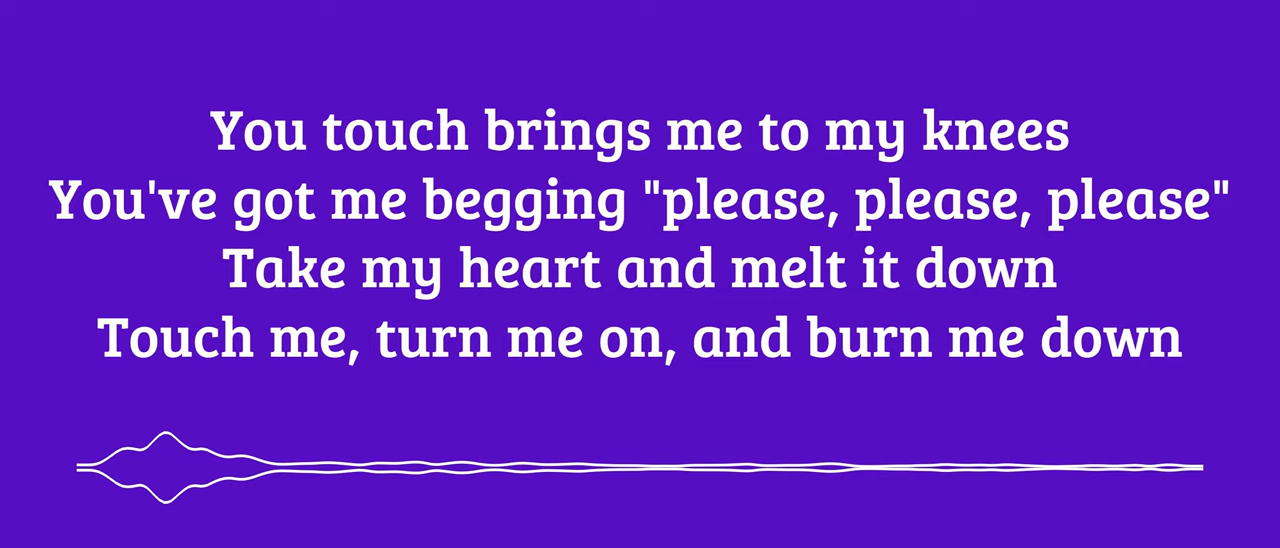 You touch brings me to my knees
You've got me begging "please, please, please"
Take my heart and melt it down
Touch me, turn me on, and burn me down